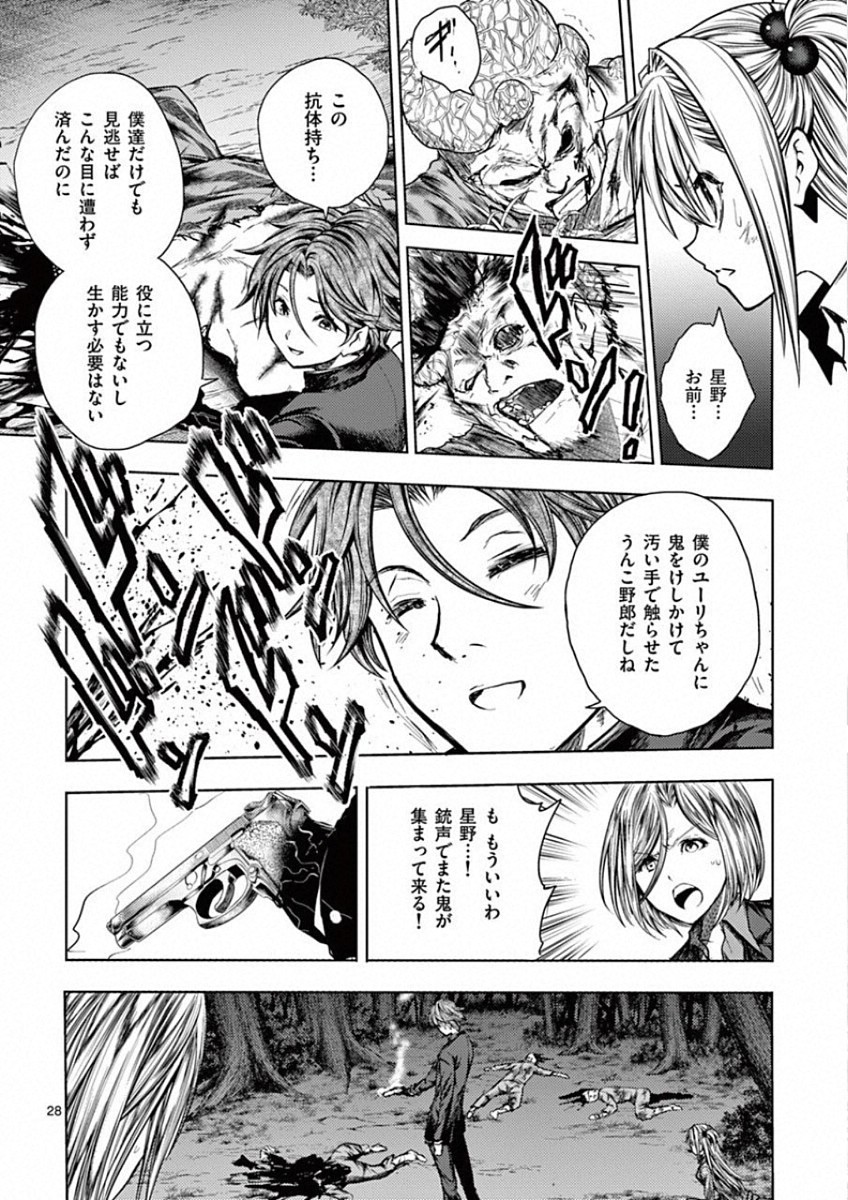 星野…
お前…
ギ…
ガゥン
この
抗体持ち…
僕達だけでも
見逃せば
こんな目に遭わず
済んだのに
役に立つ
能力でもないし
生かす必要はない
僕のユーリちゃんに
鬼をけしかけて
汚い手で触らせた
うんこ野郎だしね
も もういいわ
星野…!
銃声でまた鬼が
集まって来る!
28